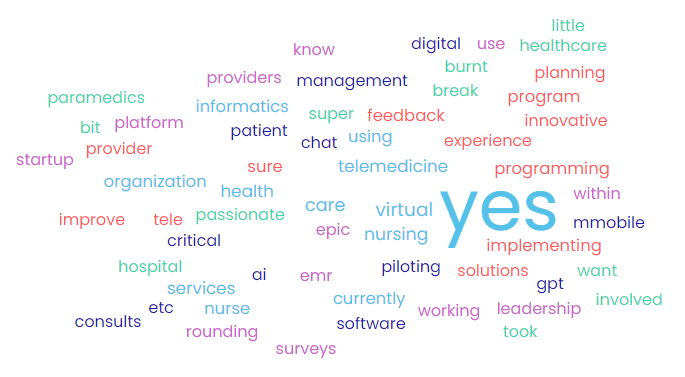 little
know digital use healthcare
burnt
providers management planning
break
paramedics informatics program
super feedback innovative
bit platform patient chat using experience
provider
startup sure telemedicine programming
organization health yes within
care virtual
improve tele passionate mmobile
epic nursing
critical implementing
hospital ai emr piloting solutions want
services gpt
currently involved
etc nurse working leadership
consults rounding software took
surveys